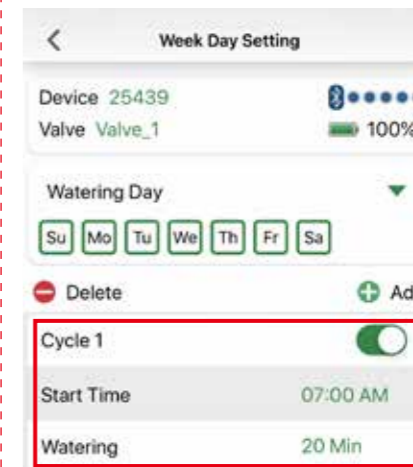 Week Day Setting
Device 25439
Valve Valve_1 100%
Watering Day
Su Mo Tu We Th Fr Sa
Delete Ad
Cycle 1
Start Time 07:00 AM
Watering 20 Min